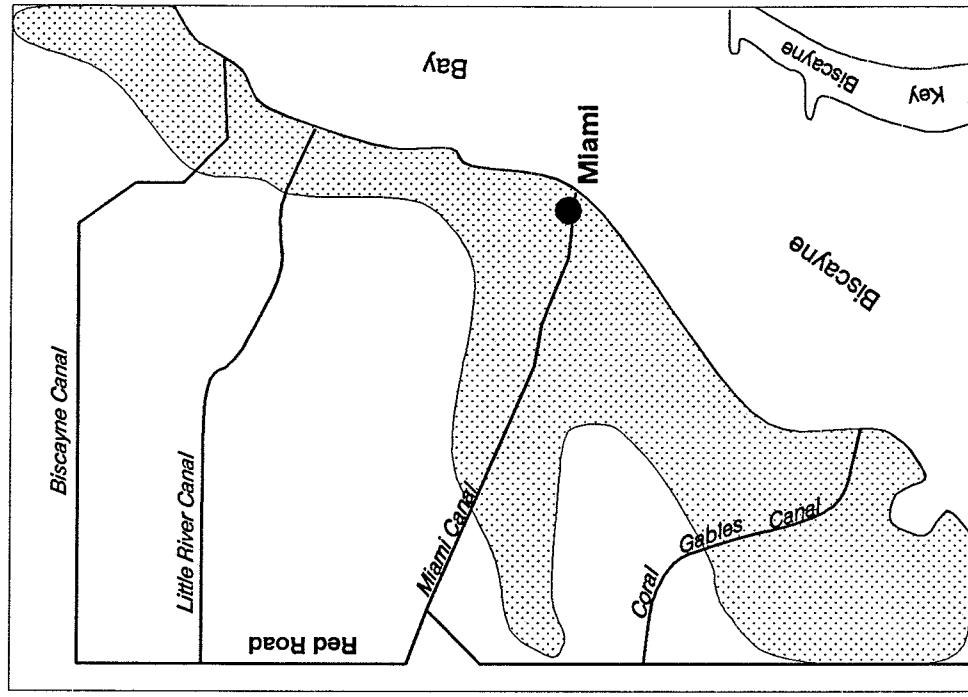 Bay
Biscayne
Key
Miami
Biscayne
Biscayne Canal
Little River Canal
Miami Canal
Red Road
Coral Gables Canal